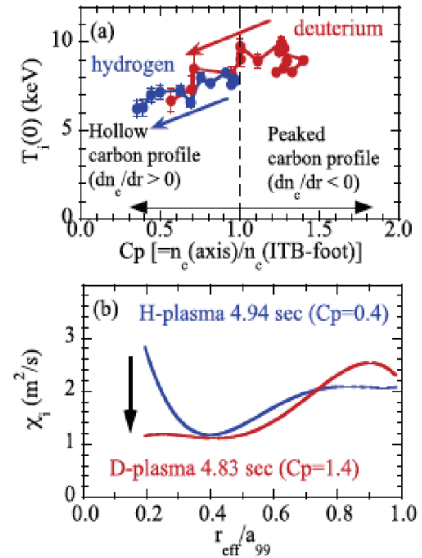 (a)
deuterium
hydrogen
Hollow
carbon profile
(dn_c/dr > 0)
Peaked
carbon profile
(dn_c/dr < 0)
T_i(0) (keV)
10
5
0
0.0 0.5 1.0 1.5 2.0
Cp [=n_c(axis)/n_c(ITB-foot)]
(b)
H-plasma 4.94 sec (Cp=0.4)
D-plasma 4.83 sec (Cp=1.4)
χ_i (m²/s)
3
2
1
0
0.0 0.2 0.4 0.6 0.8 1.0
r_eff/a_99